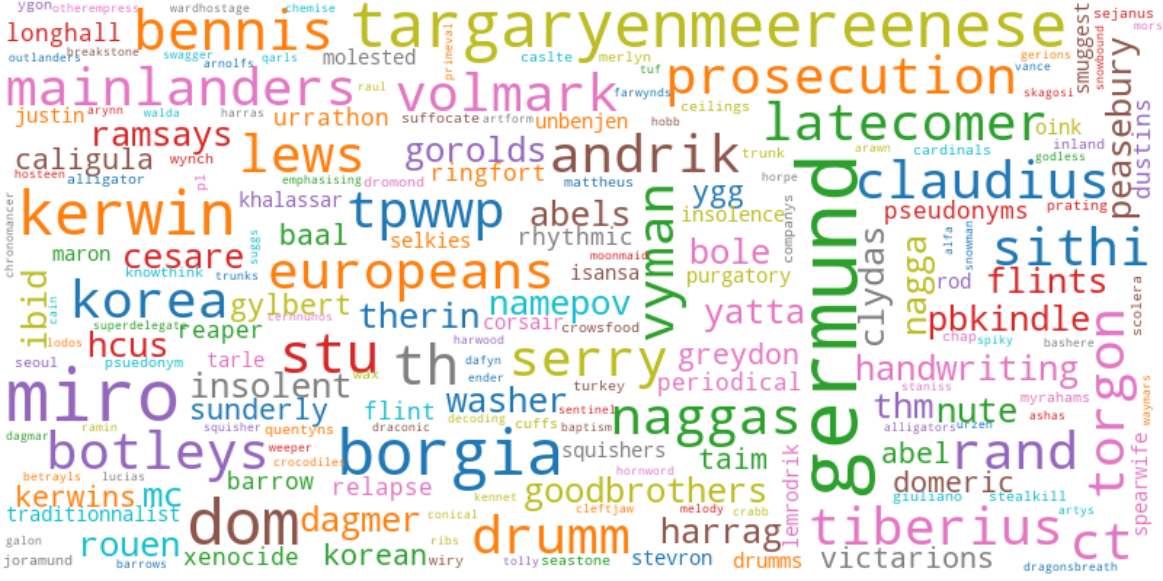 ygon otherempress wardhostage chemise targaryenmeereenese smuggest sejanus
longhall bennis primeval mors
breakstone swagger molested caslte merlyn gerions snowbound
outlanders arnolfs qarls tuf prosecution vance peasebury
mainlanders raul volmark farwynds skagosi
justin arynn walda harras urrathon suffocate artform unbenjen hobb ceilings latecomer oink dustins
ramsays lews gorolds andrik trunk arawn cardinals inland
caligula wynch ringfort godless
hosteen alligator pl emphasising dromond mattheus horpe claudius
chronomancer kerwin khalassar tpwwp abels ygg insolence companys pseudonyms prating
baal rhythmic vyman germund clydas nagga alfa snowman sithi
maron cesare suggs selkies moonmaid bole
knowthink trunks europeans isansa purgatory rod flints
ibid cain korea gylbert therin namepov yatta pbkindle scolera
superdelegate reaper cernunnos corsair crowsfood torgon
lodos hcus stu harwood serry greydon chap spiky bashere
seoul psuedonym tarle wax th dafyn handwriting
miro insolent ender turkey periodical staniss waymars
sunderly flint washer sentinel naggas thm nute myrahams ashas
dagmar ramin squisher quentyns decoding cuffs baptism alligators urzen
botleys weeper draconic borgia squishers taim abel rand
betrayls lucias crocodiles hornword lemrodrik domeric spearwife
kerwins mc barrow relapse kennet goodbrothers giuliano stealkill
traditionnalist dom dagmer conical cleftjaw melody crabb artys
galon rouen ribs drumm harrag tiberius ct
joramund barrows xenocide korean wiry tolly seastone stevron drumms victarions dragonsbreath